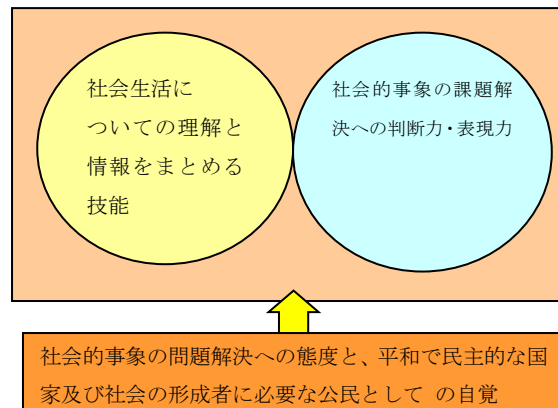 社会生活に
ついての理解と
情報をまとめる
技能
社会的事象の課題解
決への判断力・表現力
社会的事象の問題解決への態度と、平和で民主的な国
家及び社会の形成者に必要な公民として の自覚